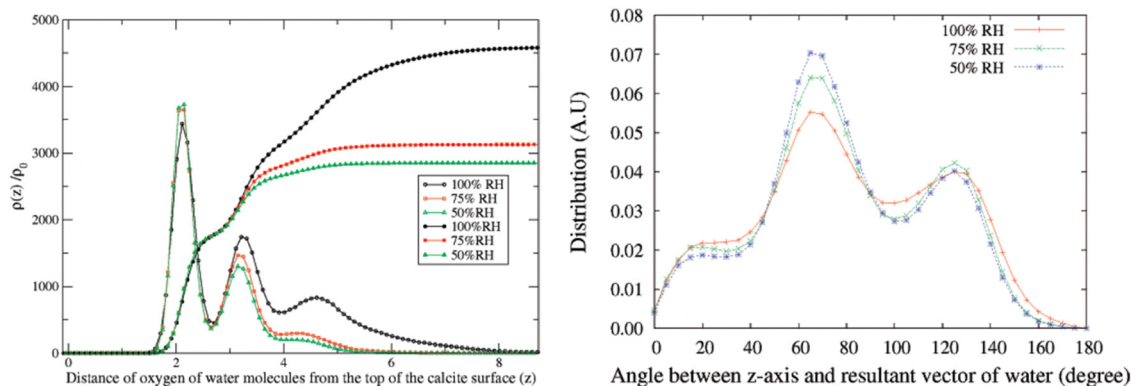 5000
4000
3000
2000
1000
0
ρ(z) /ρ0
100% RH
75% RH
50%RH
100%RH
75%RH
50%RH
0 2 4 6 8
Distance of oxygen of water molecules from the top of the calcite surface (z)
0.08
0.07
0.06
0.05
0.04
0.03
0.02
0.01
0.00
Distribution (A.U)
100% RH
75% RH
50% RH
0 20 40 60 80 100 120 140 160 180
Angle between z-axis and resultant vector of water (degree)